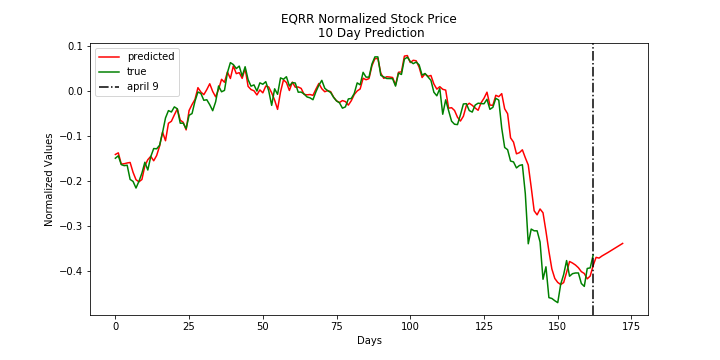 EQRR Normalized Stock Price
10 Day Prediction
predicted
true
april 9
Normalized Values
0.1
0.0
−0.1
−0.2
−0.3
−0.4
0
25
50
75
100
125
150
175
Days